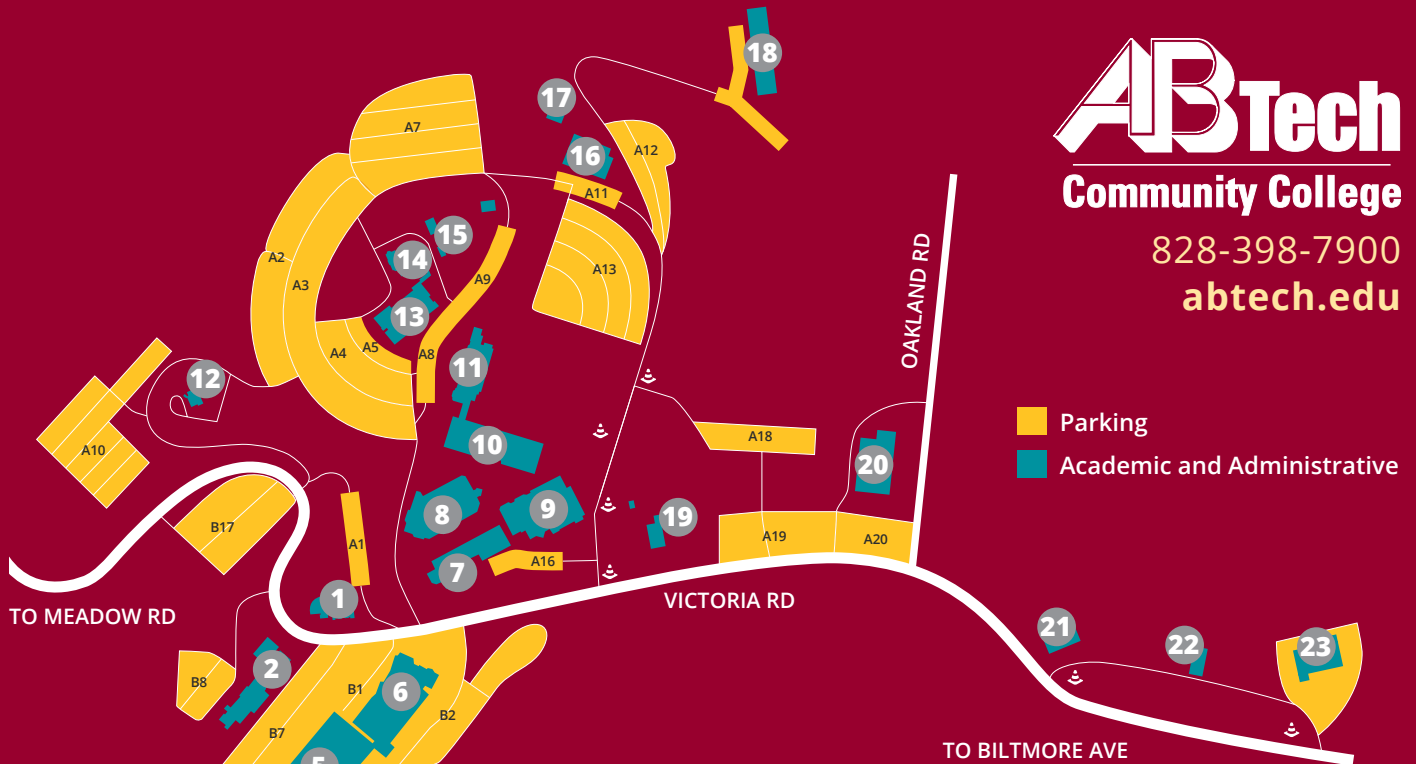 AB Tech
Community College
828-398-7900
abtech.edu
Parking
Academic and Administrative
18
17
A7
16
A12
A11
15
14
A2
A3
A9
A13
OAKLAND RD
13
A4
A5
A8
11
12
A10
10
A18
20
8
9
19
B17
A1
A16
A19
A20
7
1
VICTORIA RD
TO MEADOW RD
21
22
23
2
B8
B1
6
B7
B2
5
TO BILTMORE AVE